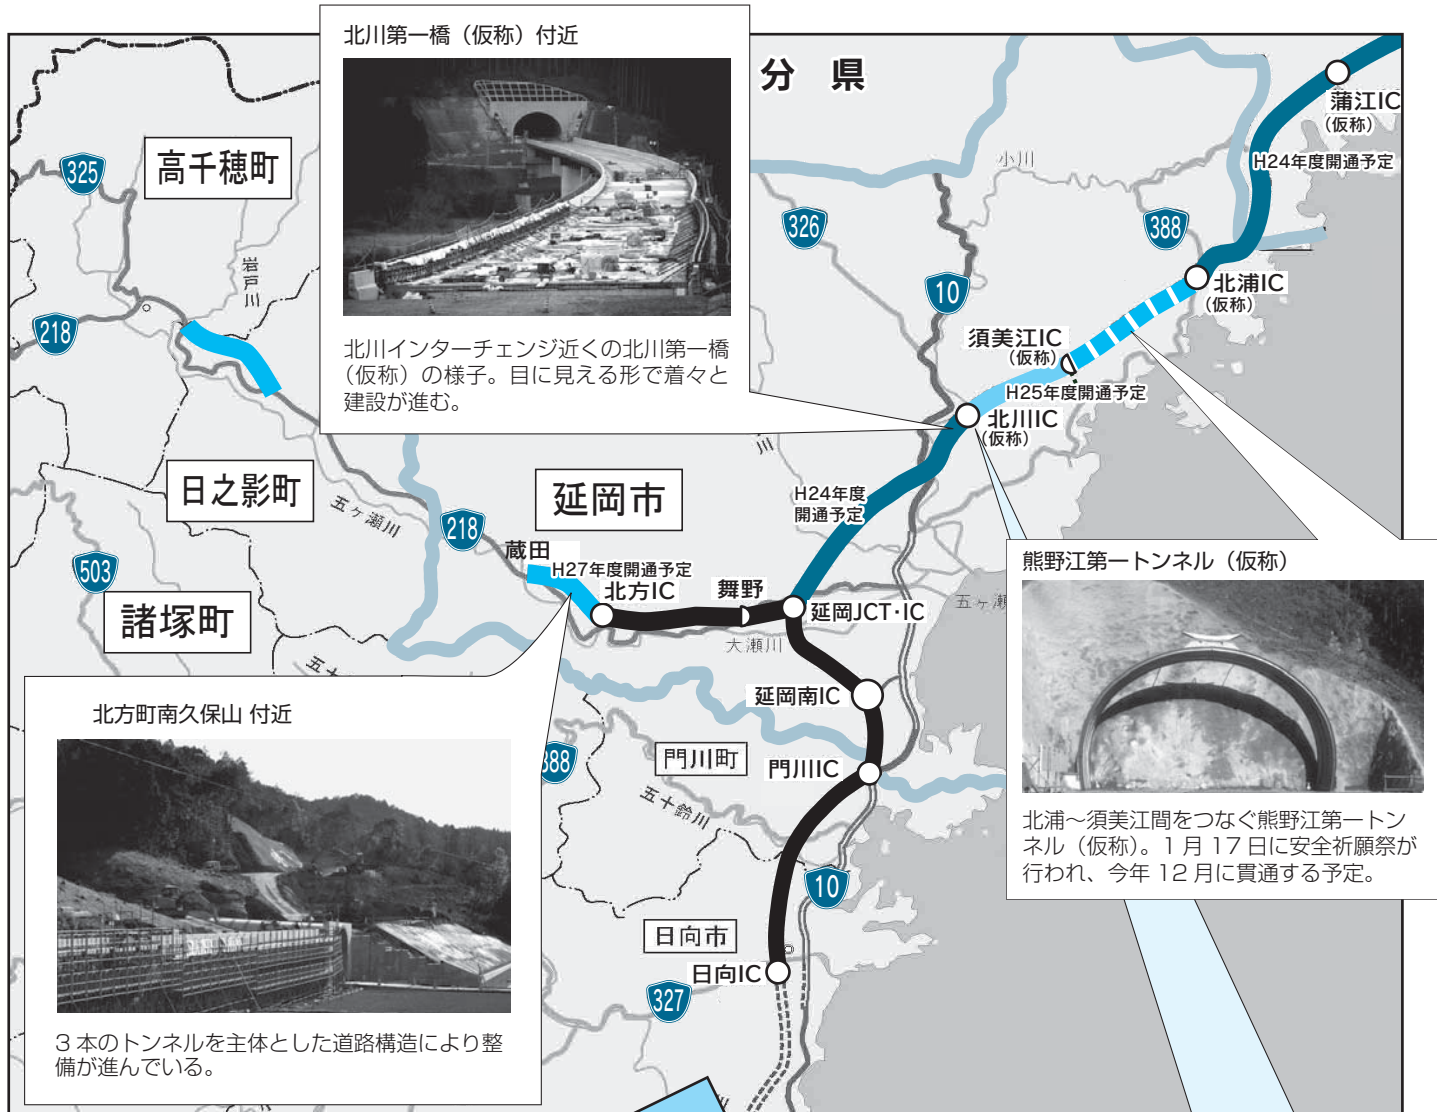 北川第一橋（仮称）付近
北川インターチェンジ近くの北川第一橋
（仮称）の様子。目に見える形で着々と
建設が進む。
分 県
蒲江IC
（仮称）
H24年度開通予定
小川
325
高千穂町
326
388
岩戸川
10
北浦IC
（仮称）
218
須美江IC
（仮称）
H25年度開通予定
北川IC
（仮称）
川
日之影町
五ヶ瀬川
延岡市
H24年度
開通予定
218
503
蔵田
H27年度開通予定
北方IC
舞野
延岡JCT・IC
五ヶ瀬
大瀬川
諸塚町
五十
延岡南IC
388
門川町
門川IC
五十鈴川
10
日向市
日向IC
327
熊野江第一トンネル（仮称）
北浦～須美江間をつなぐ熊野江第一トン
ネル（仮称）。1 月 17 日に安全祈願祭が
行われ、今年 12 月に貫通する予定。
北方町南久保山 付近
3 本のトンネルを主体とした道路構造により整
備が進んでいる。